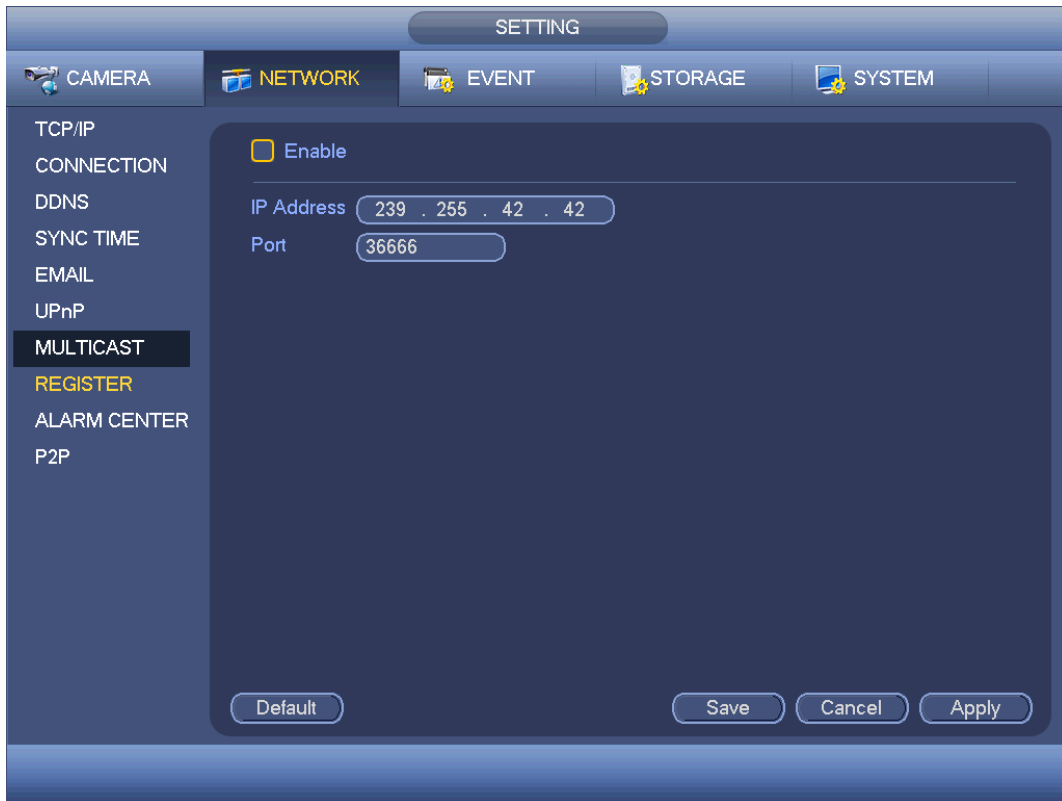 SETTING
CAMERA NETWORK EVENT STORAGE SYSTEM
TCP/IP
CONNECTION
DDNS
SYNC TIME
EMAIL
UPnP
MULTICAST
REGISTER
ALARM CENTER
P2P
Enable
IP Address 239 . 255 . 42 . 42
Port 36666
Default Save Cancel Apply